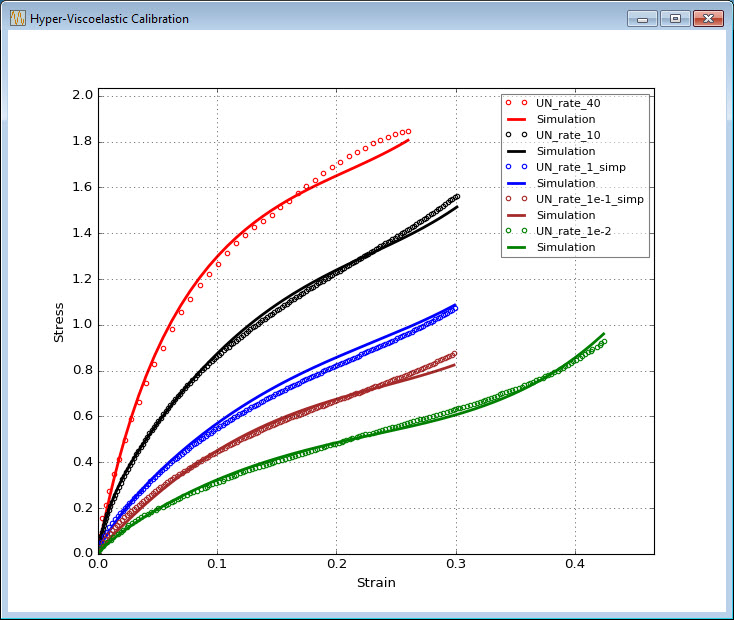 Hyper-Viscoelastic Calibration
2.0
1.8
1.6
1.4
1.2
1.0
0.8
0.6
0.4
0.2
0.0
Stress
UN_rate_40
Simulation
UN_rate_10
Simulation
UN_rate_1_simp
Simulation
UN_rate_1e-1_simp
Simulation
UN_rate_1e-2
Simulation
0.0 0.1 0.2 0.3 0.4
Strain